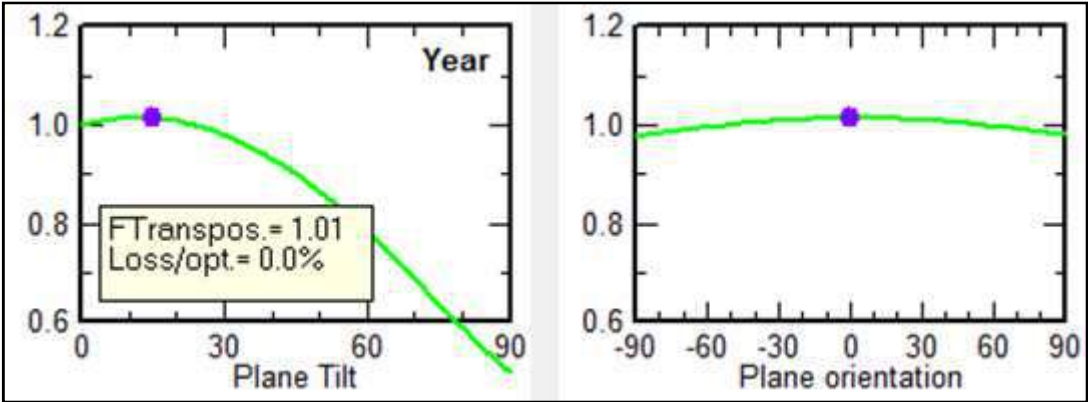 1.2
1.0
0.8
0.6
Year
FTranspos.= 1.01
Loss/opt.= 0.0%
0 30 60 90
Plane Tilt
1.2
1.0
0.8
0.6
-90 -60 -30 0 30 60 90
Plane orientation